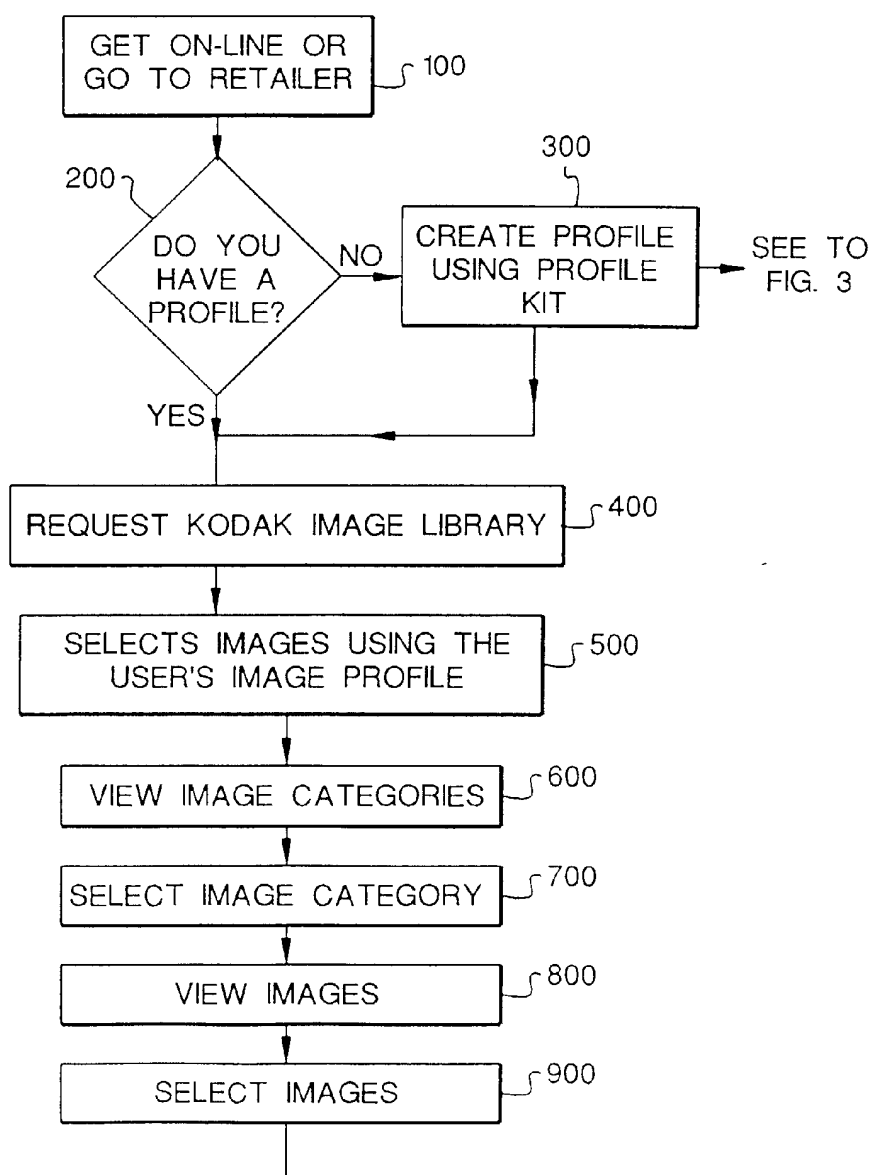 GET ON-LINE OR
GO TO RETAILER
100
200
DO YOU
HAVE A
PROFILE?
NO
300
CREATE PROFILE
USING PROFILE
KIT
SEE TO
FIG. 3
YES
REQUEST KODAK IMAGE LIBRARY
400
SELECTS IMAGES USING THE
USER'S IMAGE PROFILE
500
VIEW IMAGE CATEGORIES
600
SELECT IMAGE CATEGORY
700
VIEW IMAGES
800
SELECT IMAGES
900